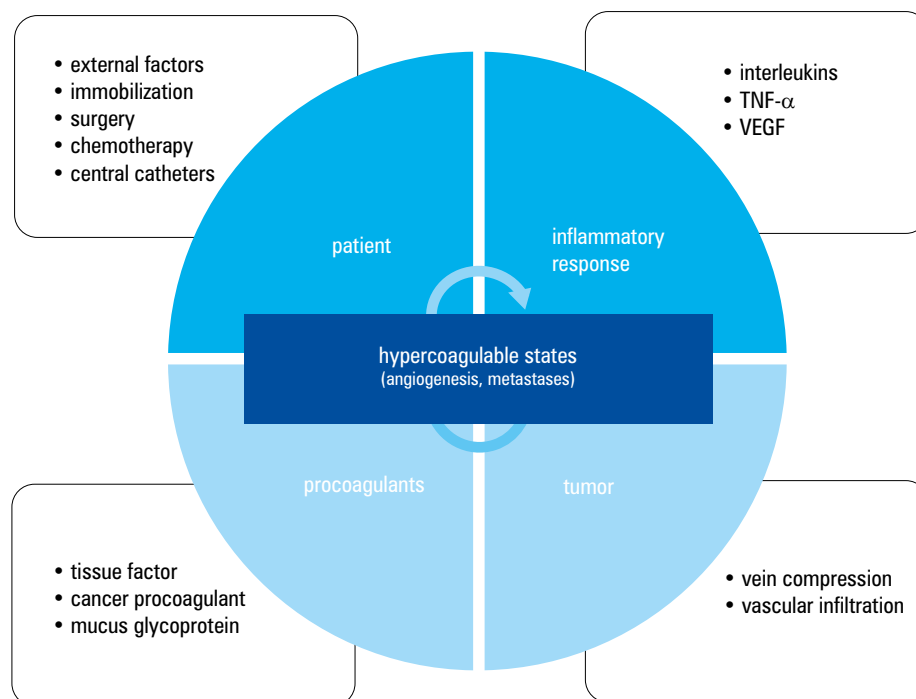 • external factors
• immobilization
• surgery
• chemotherapy
• central catheters
• interleukins
• TNF-α
• VEGF
patient
inflammatory
response
hypercoagulable states
(angiogenesis, metastases)
procoagulants
tumor
• tissue factor
• cancer procoagulant
• mucus glycoprotein
• vein compression
• vascular infiltration